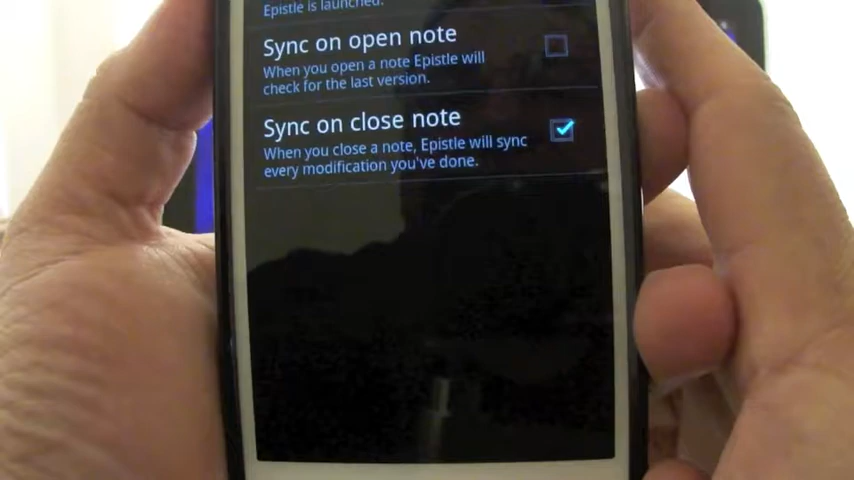 Epistle is launched.
Sync on open note
When you open a note Epistle will
check for the last version.
Sync on close note
When you close a note, Epistle will sync
every modification you've done.